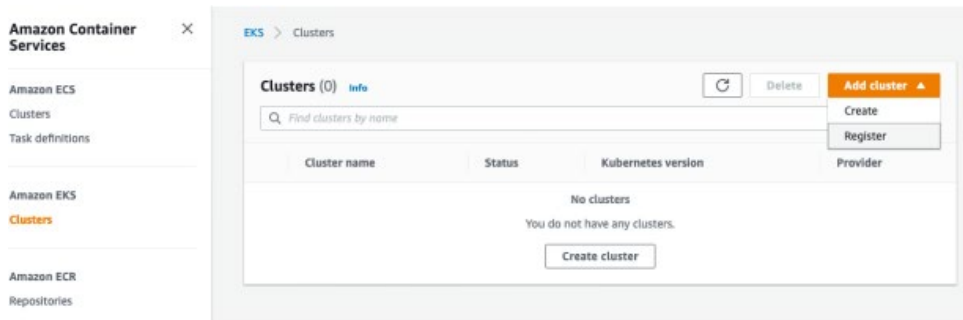 Amazon Container
Services
Amazon ECS
Clusters
Task definitions
Amazon EKS
Clusters
Amazon ECR
Repositories
EKS > Clusters
Clusters (0) Info
Delete
Add cluster
Create
Register
Find clusters by name
Cluster name Status Kubernetes version Provider
No clusters
You do not have any clusters.
Create cluster